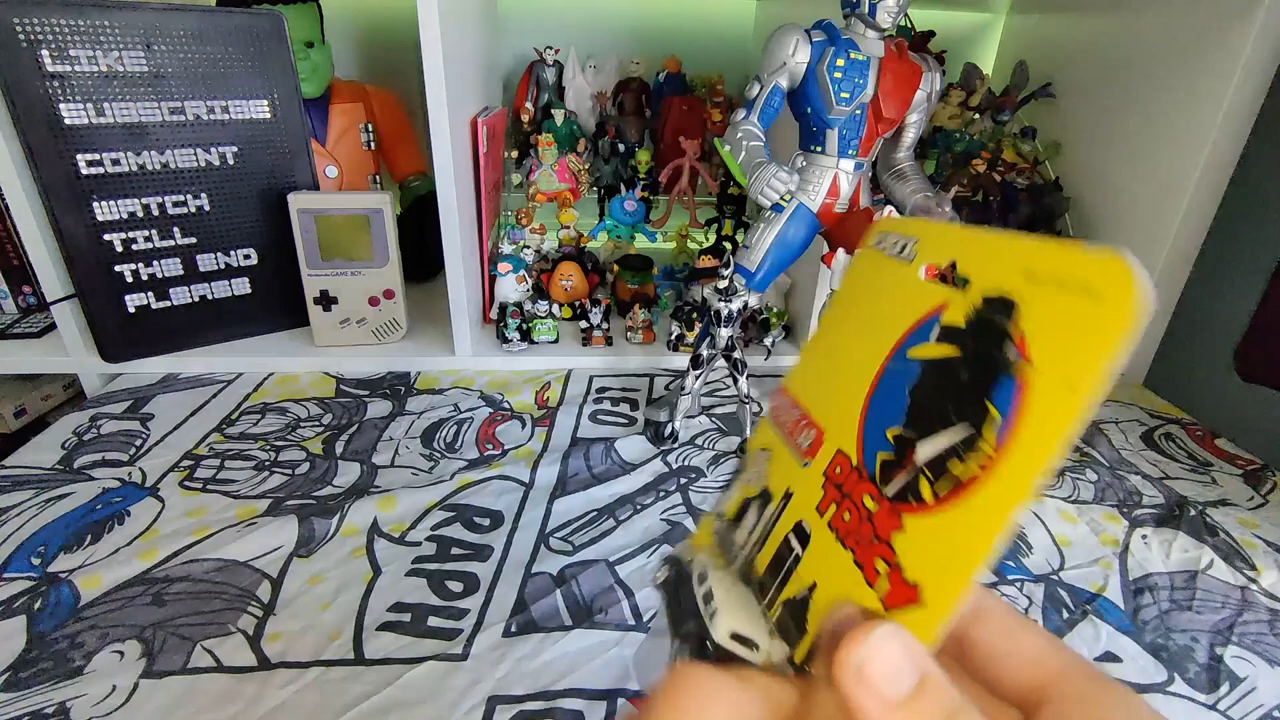 LIKE
SUBSCRIBE
COMMENT
WATCH
TILL
THE END
PLEASE
Nintendo GAME BOY
LEO
RAPH
DICK
TRACY